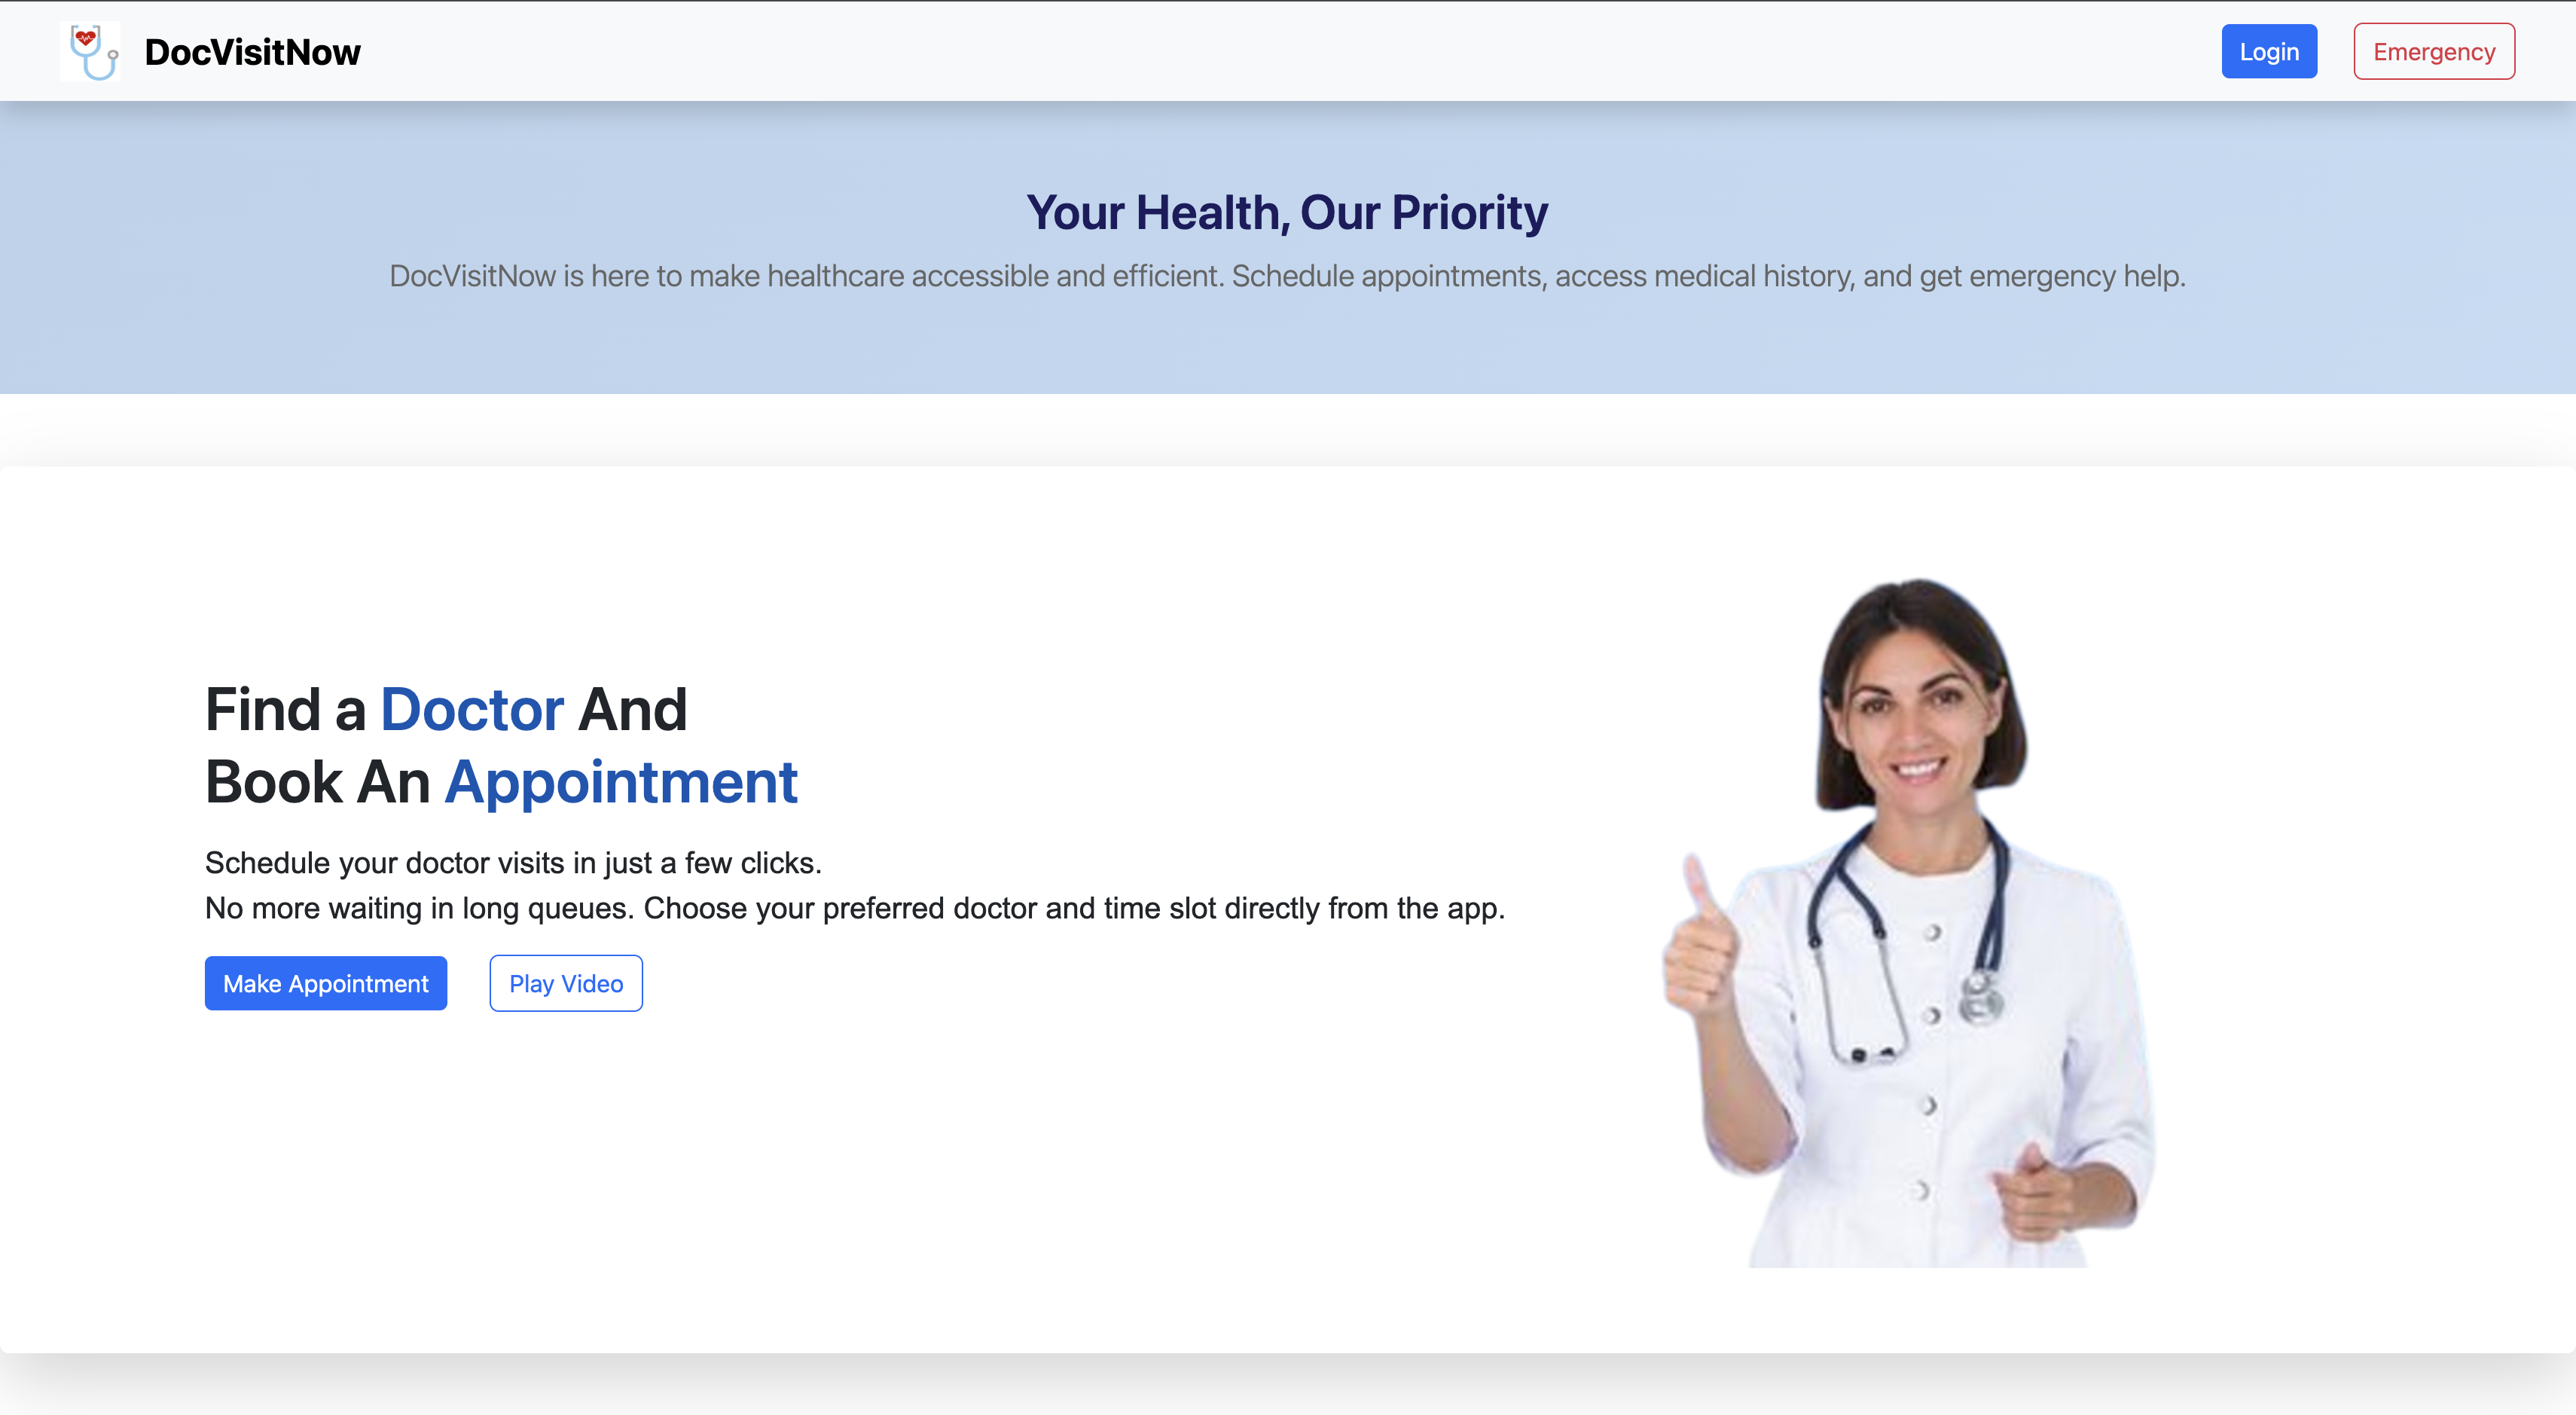 DocVisitNow
Login
Emergency
Your Health, Our Priority
DocVisitNow is here to make healthcare accessible and efficient. Schedule appointments, access medical history, and get emergency help.
Find a Doctor And
Book An Appointment
Schedule your doctor visits in just a few clicks.
No more waiting in long queues. Choose your preferred doctor and time slot directly from the app.
Make Appointment
Play Video